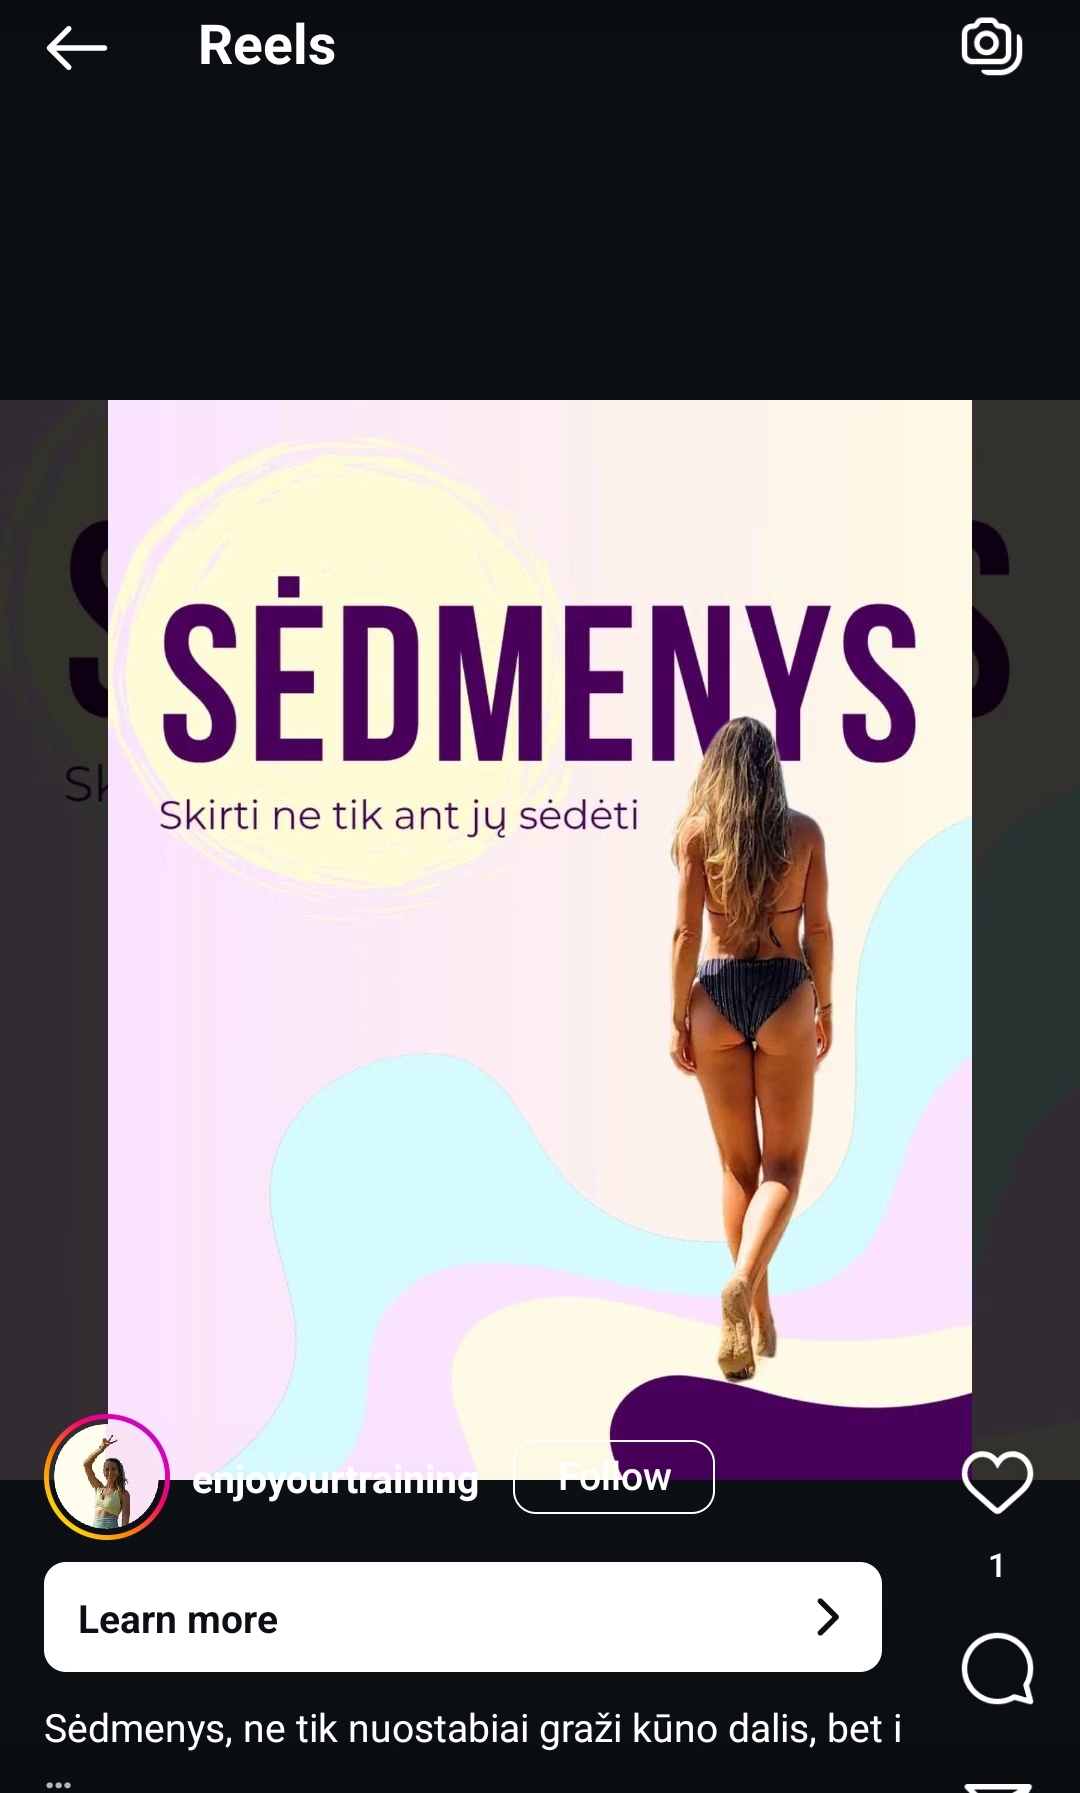 Reels
SĖDMENYS
Skirti ne tik ant jų sėdėti
enjoyourtraining
Follow
1
Learn more
Sėdmenys, ne tik nuostabiai graži kūno dalis, bet i
...